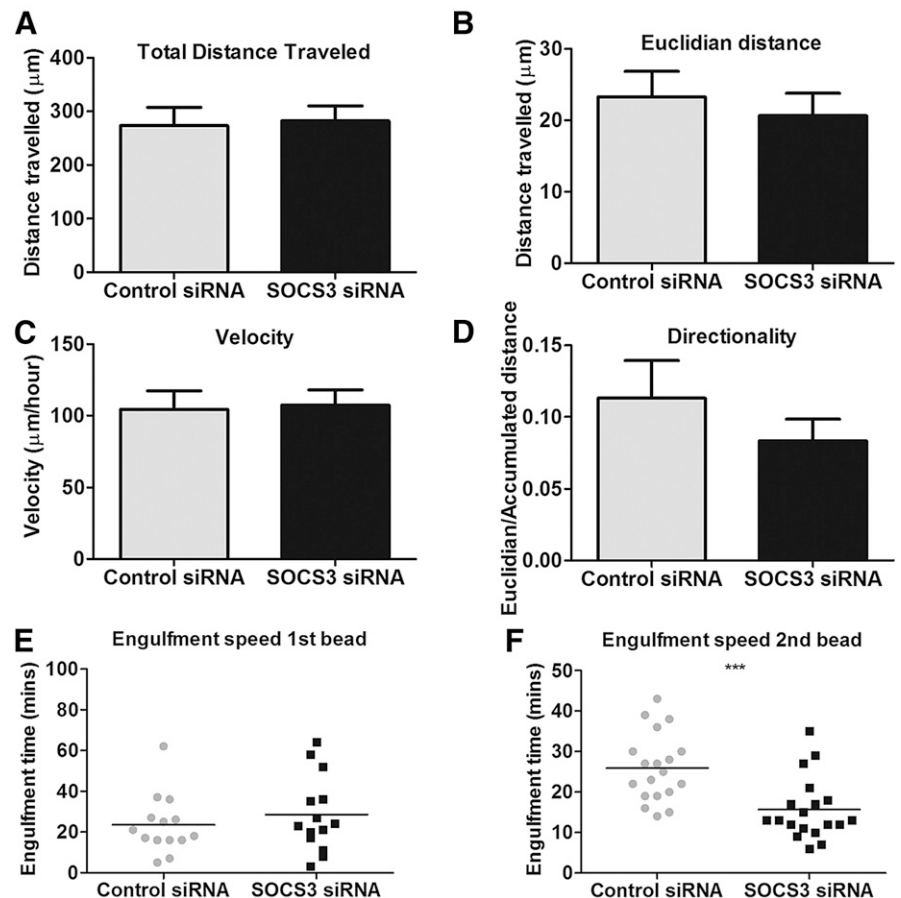 A
Total Distance Traveled
Distance travelled (μm)
400
300
200
100
0
Control siRNA
SOCS3 siRNA
B
Euclidian distance
Distance travelled (μm)
30
20
10
0
Control siRNA
SOCS3 siRNA
C
Velocity
Velocity (μm/hour)
150
100
50
0
Control siRNA
SOCS3 siRNA
D
Directionality
Euclidian/Accumulated distance
0.15
0.10
0.05
0.00
Control siRNA
SOCS3 siRNA
E
Engulfment speed 1st bead
Engulfment time (mins)
100
80
60
40
20
0
Control siRNA
SOCS3 siRNA
F
Engulfment speed 2nd bead
***
Engulfment time (mins)
50
40
30
20
10
0
Control siRNA
SOCS3 siRNA